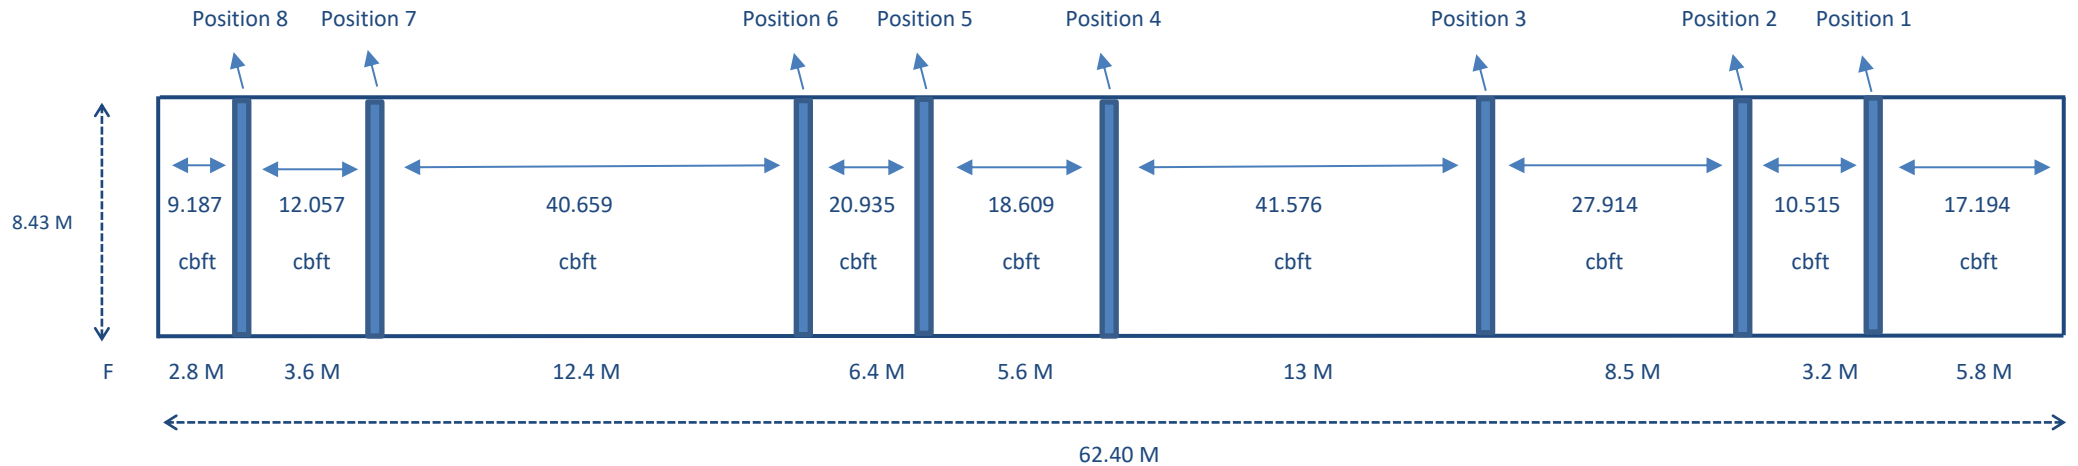 Position 8 Position 7 Position 6 Position 5 Position 4 Position 3 Position 2 Position 1
8.43 M
9.187 12.057 40.659 20.935 18.609 41.576 27.914 10.515 17.194
cbft cbft cbft cbft cbft cbft cbft cbft cbft
F 2.8 M 3.6 M 12.4 M 6.4 M 5.6 M 13 M 8.5 M 3.2 M 5.8 M
62.40 M